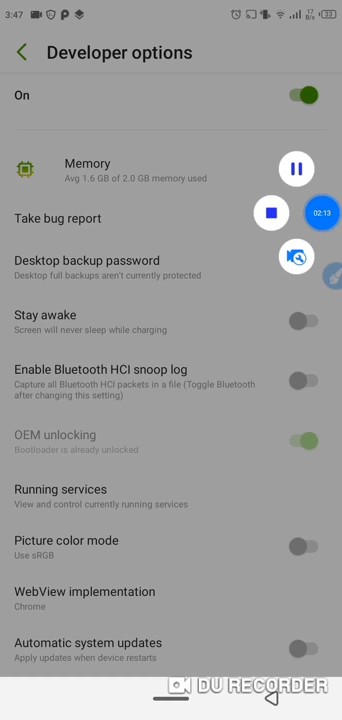 3:47
17
B/s
33
Developer options
On
Memory
Avg 1.6 GB of 2.0 GB memory used
Take bug report
02:13
Desktop backup password
Desktop full backups aren't currently protected
Stay awake
Screen will never sleep while charging
Enable Bluetooth HCI snoop log
Capture all Bluetooth HCI packets in a file (Toggle Bluetooth
after changing this setting)
OEM unlocking
Bootloader is already unlocked
Running services
View and control currently running services
Picture color mode
Use sRGB
WebView implementation
Chrome
Automatic system updates
Apply updates when device restarts
DU RECORDER